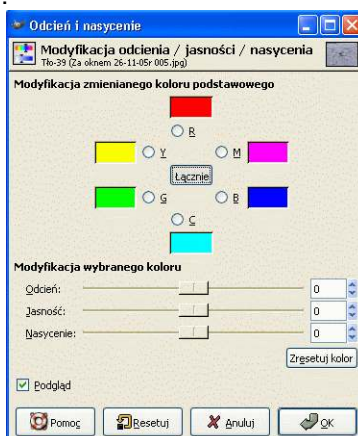 Odcień i nasycenie
Modyfikacja odcienia / jasności / nasycenia
Tło-39 (Za oknem 26-11-05r 005.jpg)
Modyfikacja zmienianego koloru podstawowego
R
Y M
Łącznie
G B
C
Modyfikacja wybranego koloru
Odcień: 0
Jasność: 0
Nasycenie: 0
Zresetuj kolor
Podgląd
Pomoc Resetuj Anuluj OK